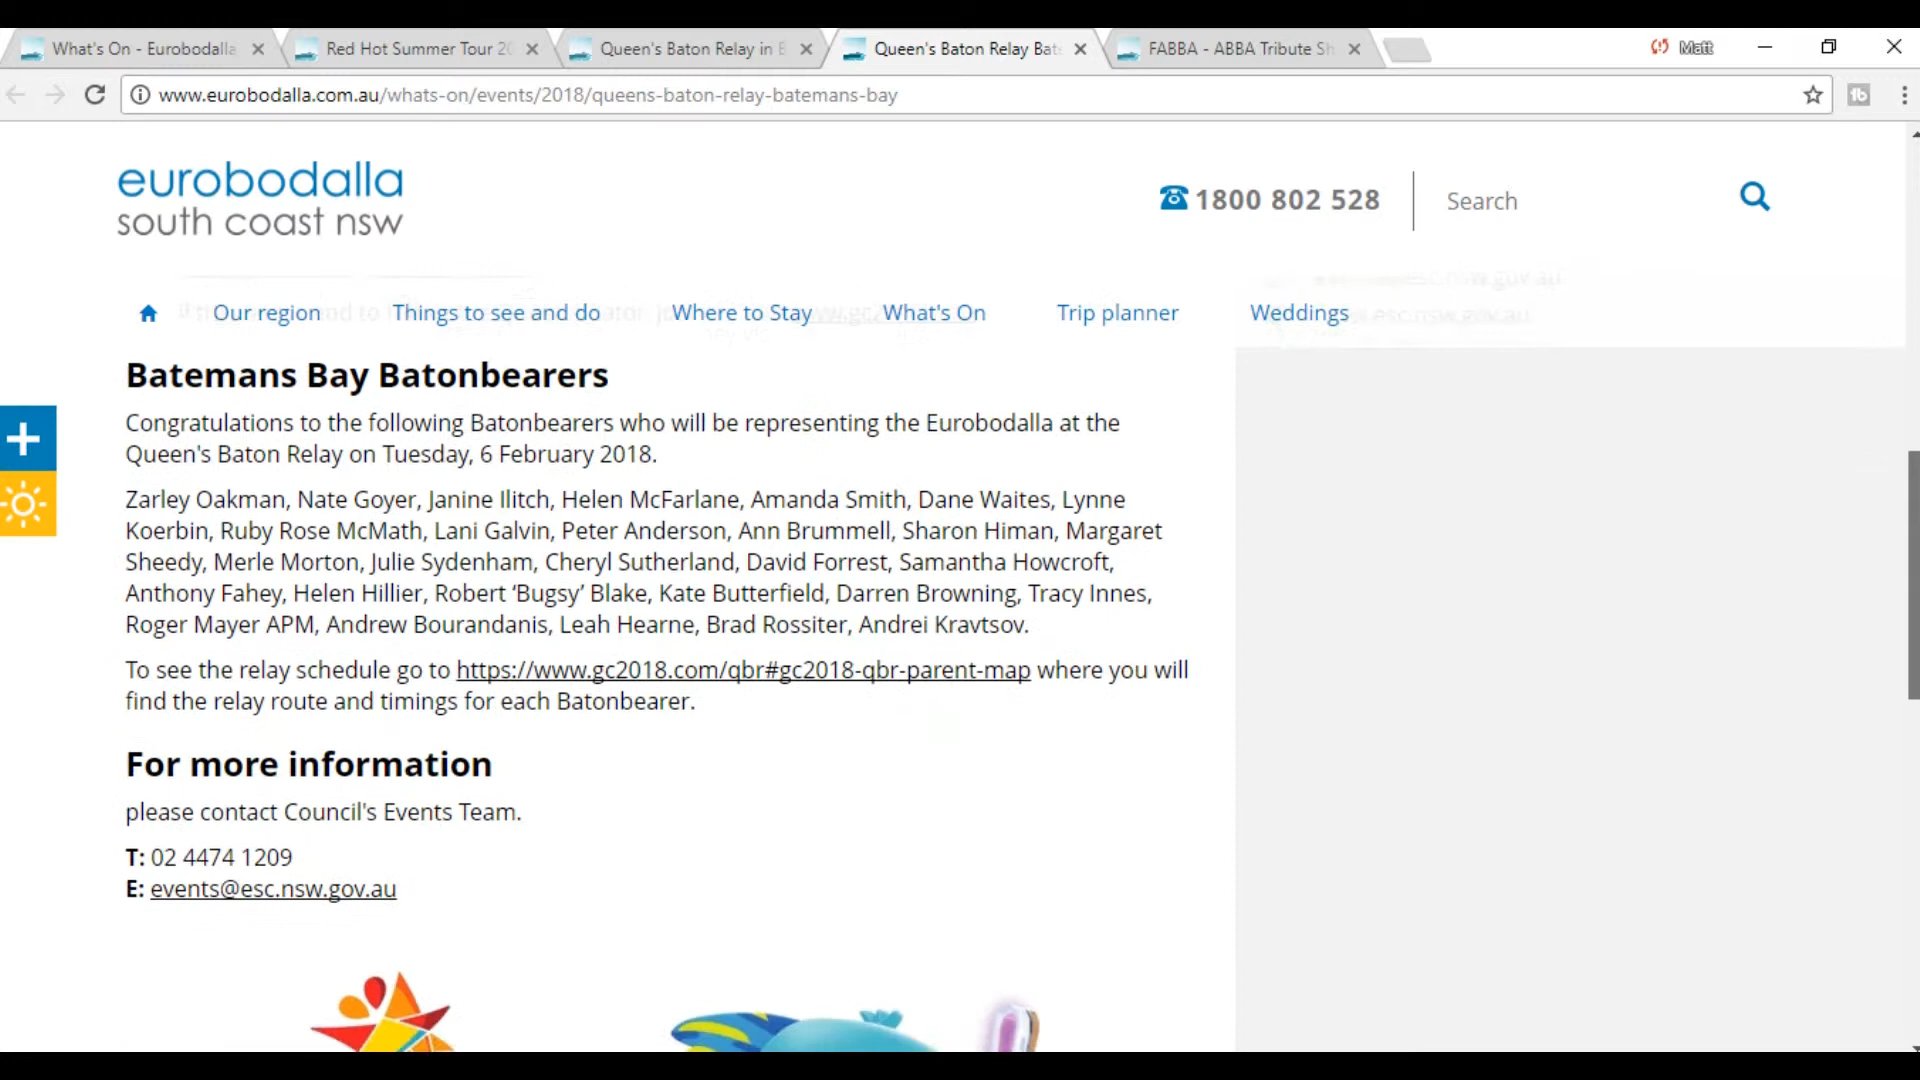 What's On - Eurobodalla
Red Hot Summer Tour 20
Queen's Baton Relay in E
Queen's Baton Relay Bat
FABBA - ABBA Tribute Sh
Matt
www.eurobodalla.com.au/whats-on/events/2018/queens-baton-relay-batemans-bay
eurobodalla
south coast nsw
1800 802 528
Search
Our region
Things to see and do
Where to Stay
What's On
Trip planner
Weddings
Batemans Bay Batonbearers
Congratulations to the following Batonbearers who will be representing the Eurobodalla at the
Queen's Baton Relay on Tuesday, 6 February 2018.
Zarley Oakman, Nate Goyer, Janine Ilitch, Helen McFarlane, Amanda Smith, Dane Waites, Lynne
Koerbin, Ruby Rose McMath, Lani Galvin, Peter Anderson, Ann Brummell, Sharon Himan, Margaret
Sheedy, Merle Morton, Julie Sydenham, Cheryl Sutherland, David Forrest, Samantha Howcroft,
Anthony Fahey, Helen Hillier, Robert ‘Bugsy’ Blake, Kate Butterfield, Darren Browning, Tracy Innes,
Roger Mayer APM, Andrew Bourandanis, Leah Hearne, Brad Rossiter, Andrei Kravtsov.
To see the relay schedule go to https://www.gc2018.com/qbr#gc2018-qbr-parent-map where you will
find the relay route and timings for each Batonbearer.
For more information
please contact Council's Events Team.
T: 02 4474 1209
E: events@esc.nsw.gov.au